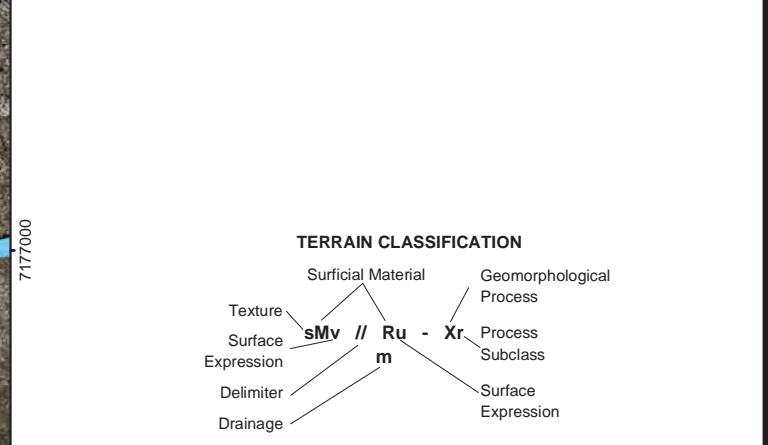 7177000
TERRAIN CLASSIFICATION
Surficial Material
Geomorphological
Process
Texture
sMv // Ru - Xr
m
Surface
Expression
Process
Subclass
Delimiter
Surface
Expression
Drainage